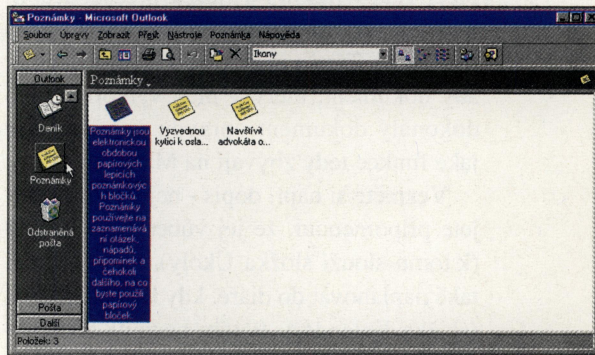 Poznámky - Microsoft Outlook
Soubor Úpravy Zobrazit Přejít Nástroje Poznámka Nápověda
Ikony
Outlook
Poznámky
Deník
Poznámky
Odstraněná
pošta
Pošta
Další
Poznámky jsou
elektronickou
obdobou
papírových
lepicích
poznámkovýc
h bločků.
Poznámky
používejte na
zaznamenává
ní otázek,
nápadů,
připomínek a
čehokoli
dalšího, na co
byste použili
papírový
bloček.
Vyzvednou
kytici k osla...
Navštívit
advokáta o...
Položek: 3